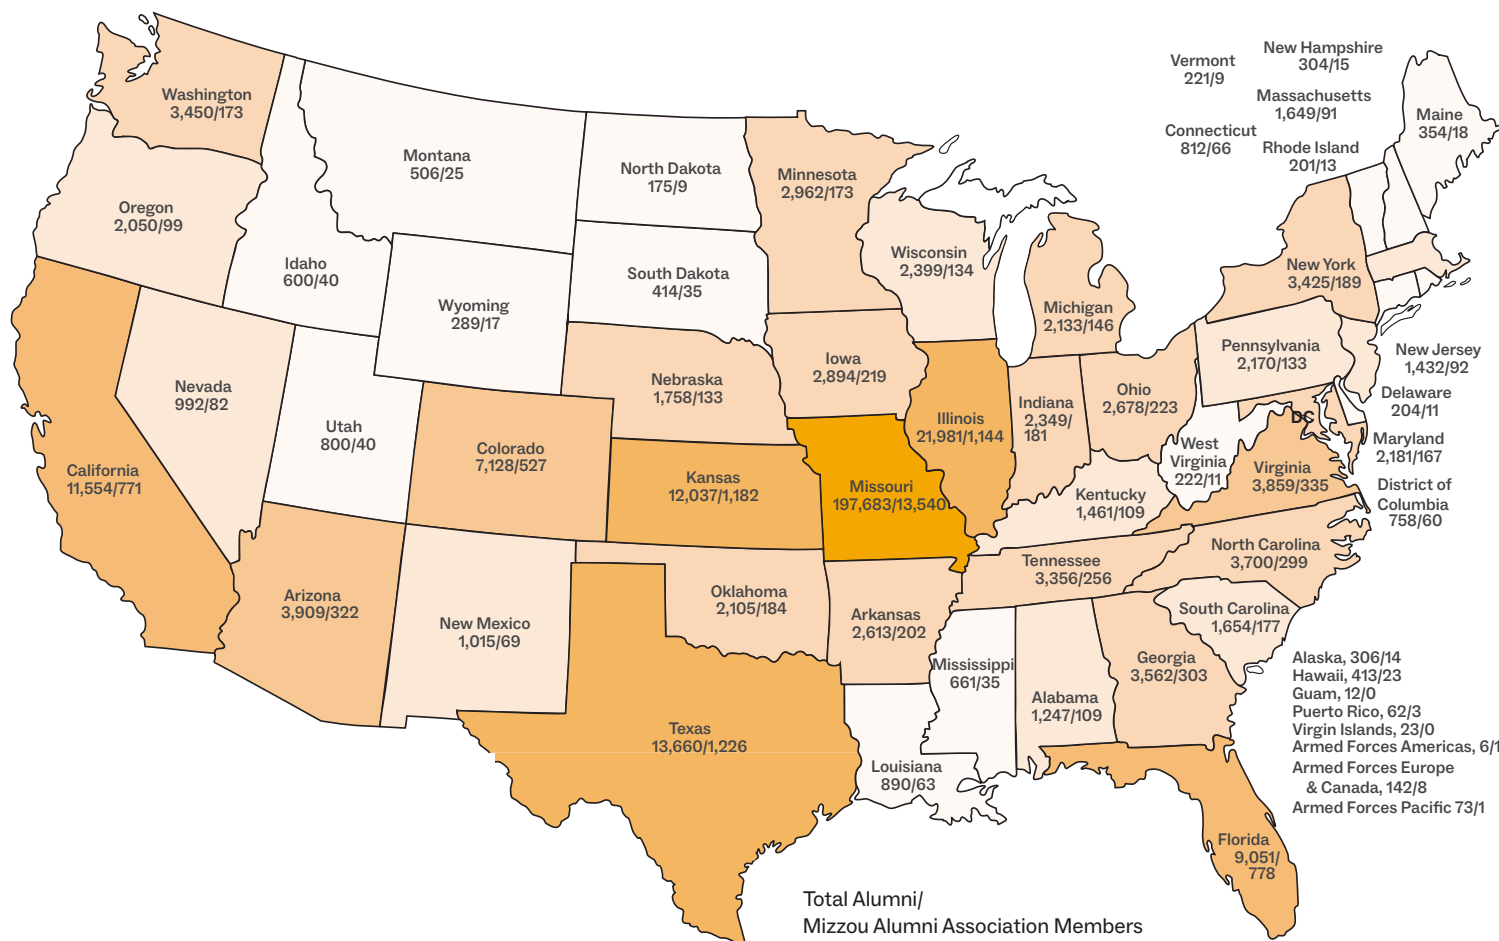 Washington
3,450/173
Oregon
2,050/99
California
11,554/771
Nevada
992/82
Idaho
600/40
Montana
506/25
Wyoming
289/17
Utah
800/40
Arizona
3,909/322
Colorado
7,128/527
New Mexico
1,015/69
North Dakota
175/9
South Dakota
414/35
Nebraska
1,758/133
Kansas
12,037/1,182
Oklahoma
2,105/184
Texas
13,660/1,226
Minnesota
2,962/173
Iowa
2,894/219
Missouri
197,683/13,540
Arkansas
2,613/202
Louisiana
890/63
Wisconsin
2,399/134
Illinois
21,981/1,144
Michigan
2,133/146
Indiana
2,349/
181
Ohio
2,678/223
Kentucky
1,461/109
Tennessee
3,356/256
Mississippi
661/35
Alabama
1,247/109
Georgia
3,562/303
Florida
9,051/
778
South Carolina
1,654/177
North Carolina
3,700/299
Virginia
3,859/335
West
Virginia
222/11
DC
Pennsylvania
2,170/133
New York
3,425/189
Vermont
221/9
New Hampshire
304/15
Massachusetts
1,649/91
Connecticut
812/66
Rhode Island
201/13
Maine
354/18
New Jersey
1,432/92
Delaware
204/11
Maryland
2,181/167
District of
Columbia
758/60
Alaska, 306/14
Hawaii, 413/23
Guam, 12/0
Puerto Rico, 62/3
Virgin Islands, 23/0
Armed Forces Americas, 6/1
Armed Forces Europe
& Canada, 142/8
Armed Forces Pacific 73/1
Total Alumni/
Mizzou Alumni Association Members